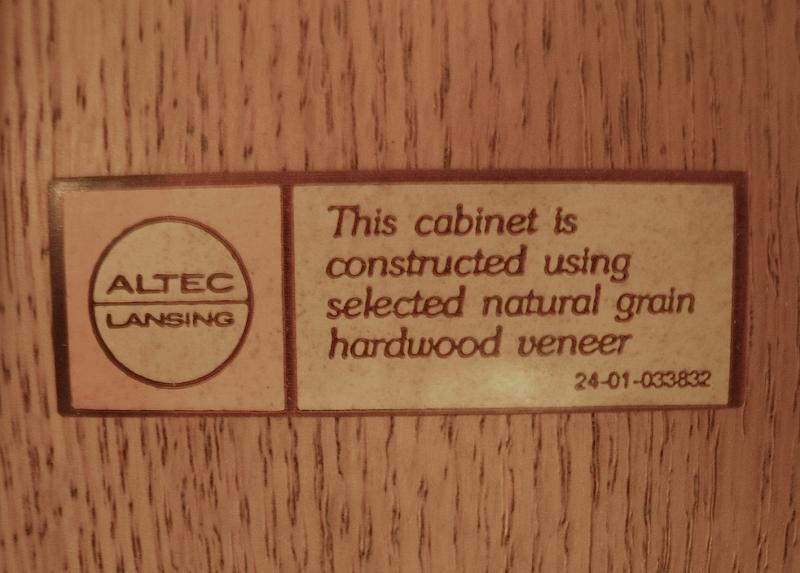 ALTEC
LANSING
This cabinet is
constructed using
selected natural grain
hardwood veneer
24-01-033832